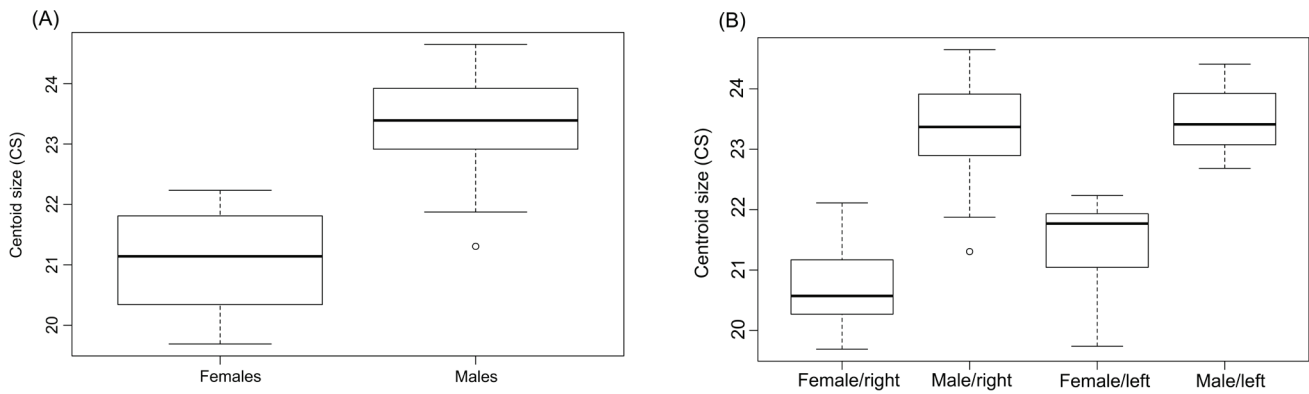 (A)
Centoid size (CS)
24
23
22
21
20
Females Males
(B)
Centroid size (CS)
24
23
22
21
20
Female/right Male/right Female/left Male/left